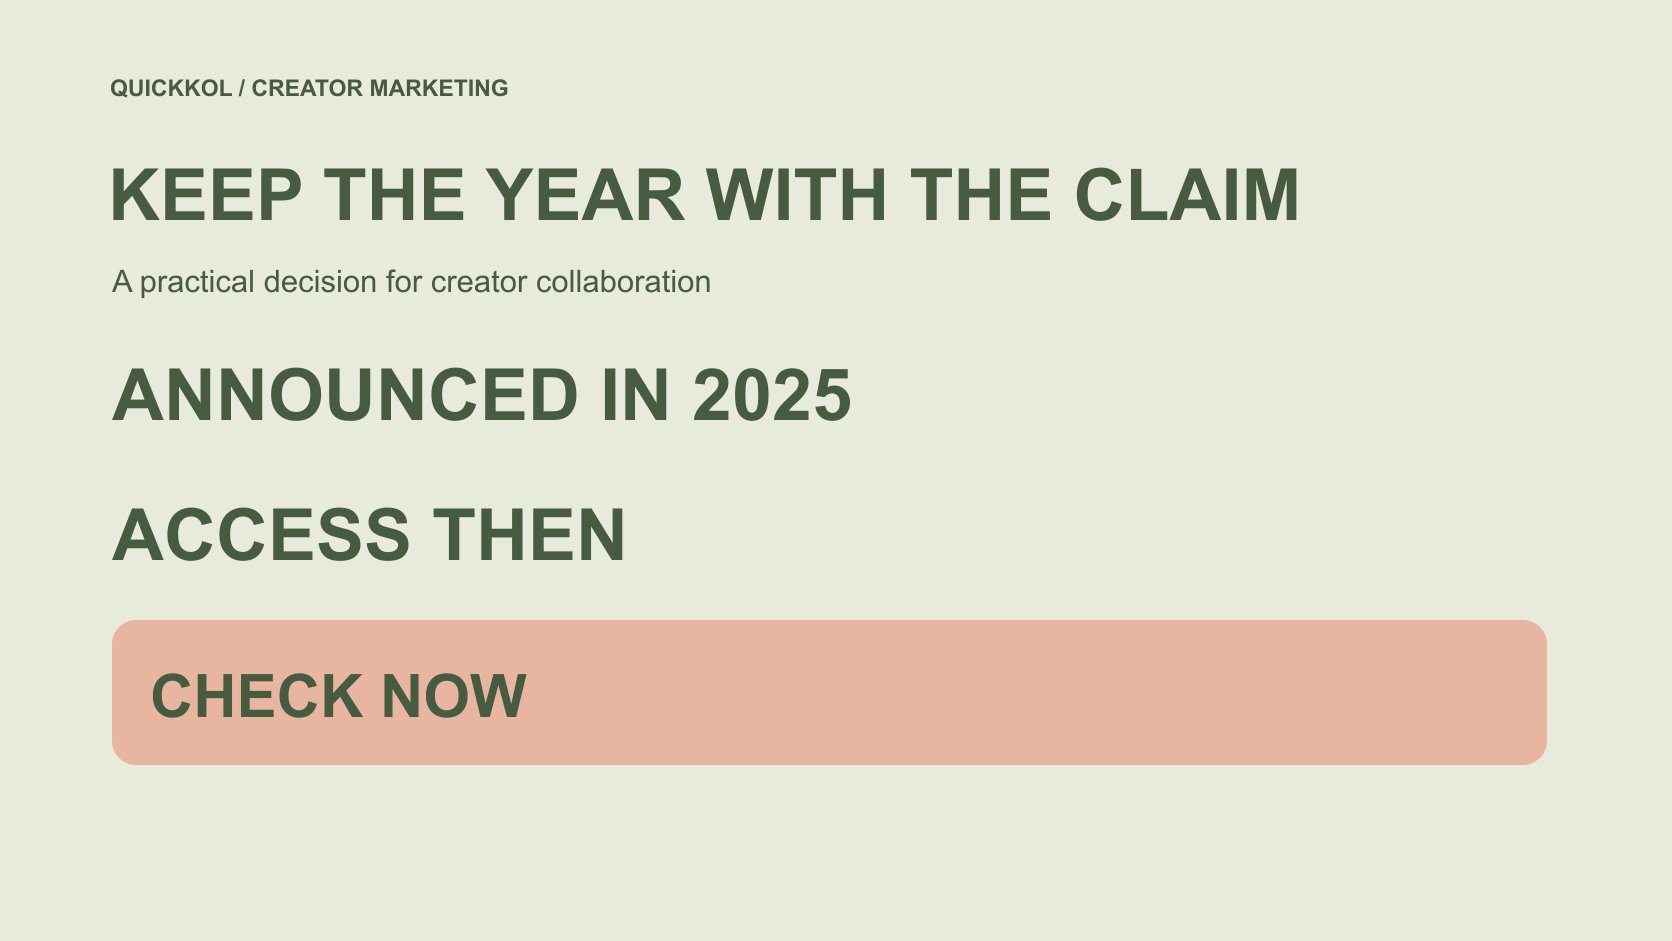 QUICKKOL / CREATOR MARKETING
KEEP THE YEAR WITH THE CLAIM
A practical decision for creator collaboration
ANNOUNCED IN 2025
ACCESS THEN
CHECK NOW